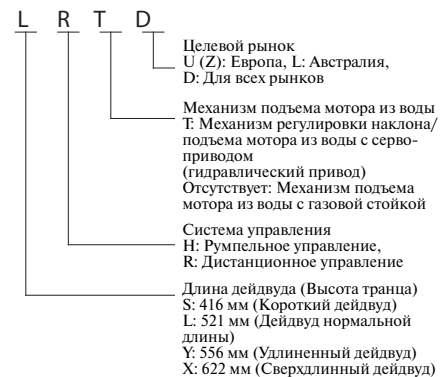 L R T D
Целевой рынок
U (Z): Европа, L: Австралия,
D: Для всех рынков
Механизм подъема мотора из воды
T: Механизм регулировки наклона/
подъема мотора из воды с серво-
приводом
(гидравлический привод)
Отсутствует: Механизм подъема
мотора из воды с газовой стойкой
Система управления
H: Румпельное управление,
R: Дистанционное управление
Длина дейдвуда (Высота транца)
S: 416 мм (Короткий дейдвуд)
L: 521 мм (Дейдвуд нормальной
длины)
Y: 556 мм (Удлиненный дейдвуд)
X: 622 мм (Сверхдлинный дейдвуд)